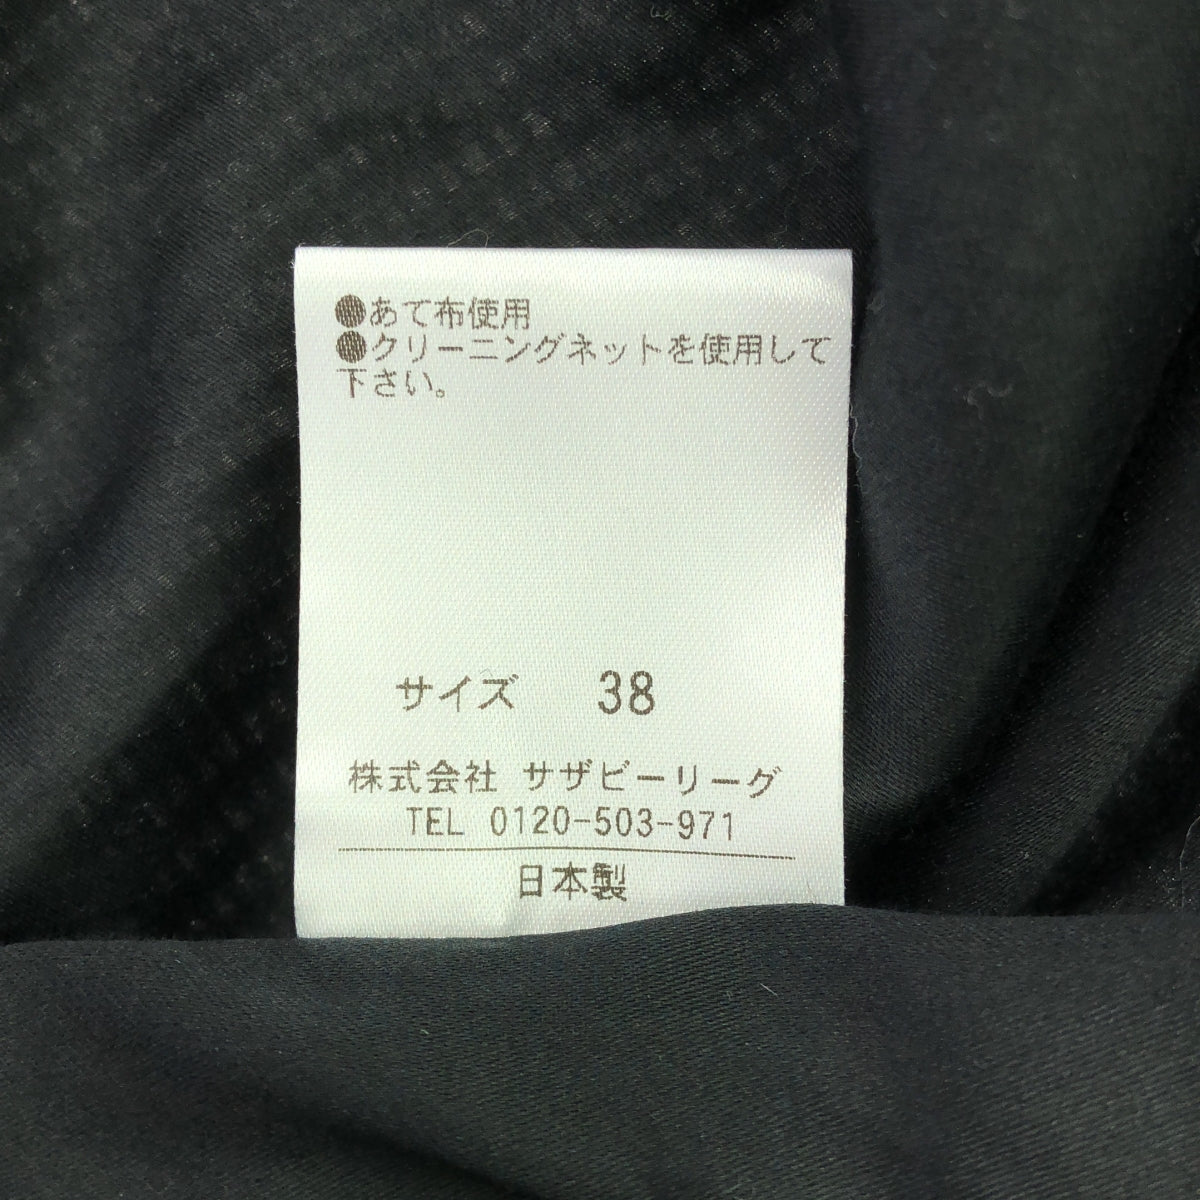 ●あて布使用
●クリーニングネットを使用して
下さい。
サイズ 38
株式会社 サザビーリーグ
TEL 0120-503-971
日本製